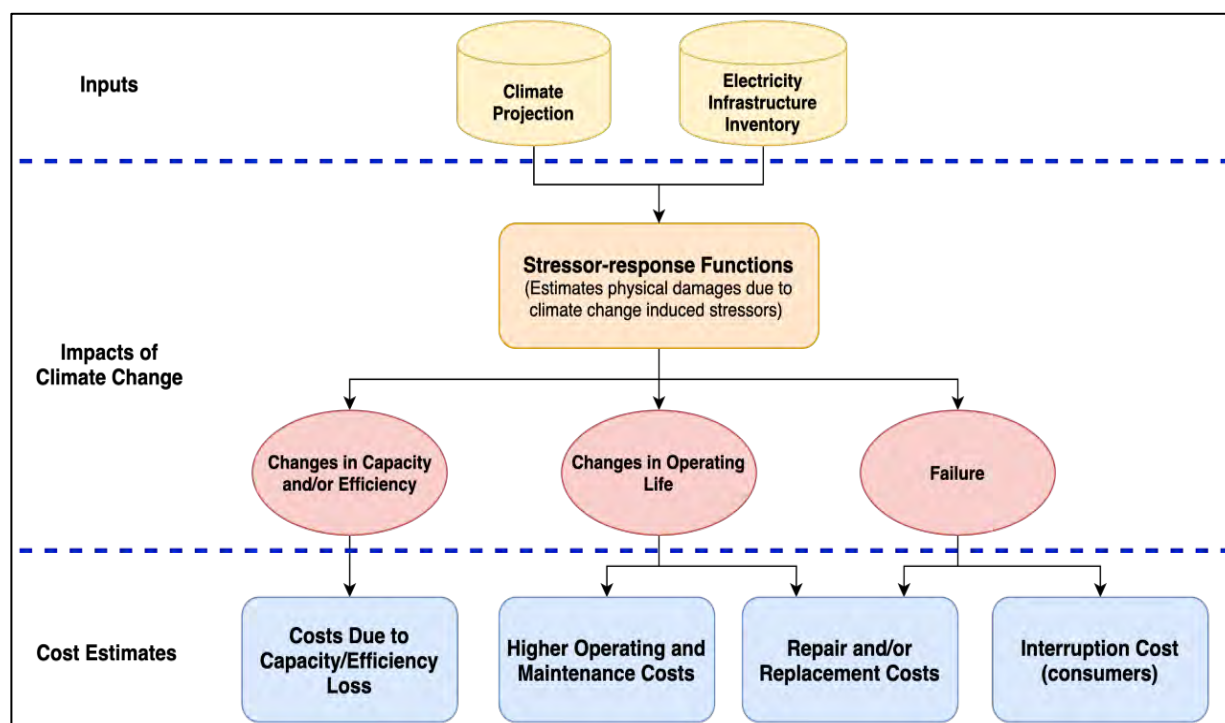 Inputs
Climate
Projection
Electricity
Infrastructure
Inventory
Impacts of
Climate Change
Stressor-response Functions
(Estimates physical damages due to
climate change induced stressors)
Changes in Capacity
and/or Efficiency
Changes in Operating
Life
Failure
Cost Estimates
Costs Due to
Capacity/Efficiency
Loss
Higher Operating and
Maintenance Costs
Repair and/or
Replacement Costs
Interruption Cost
(consumers)